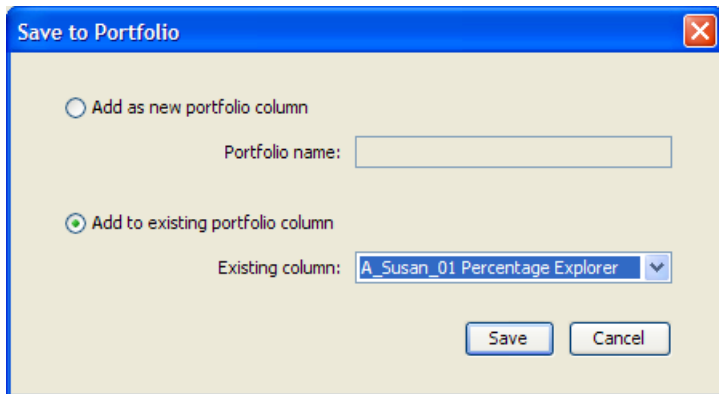 Save to Portfolio
Add as new portfolio column
Portfolio name:
Add to existing portfolio column
Existing column: A_Susan_01 Percentage Explorer
Save Cancel